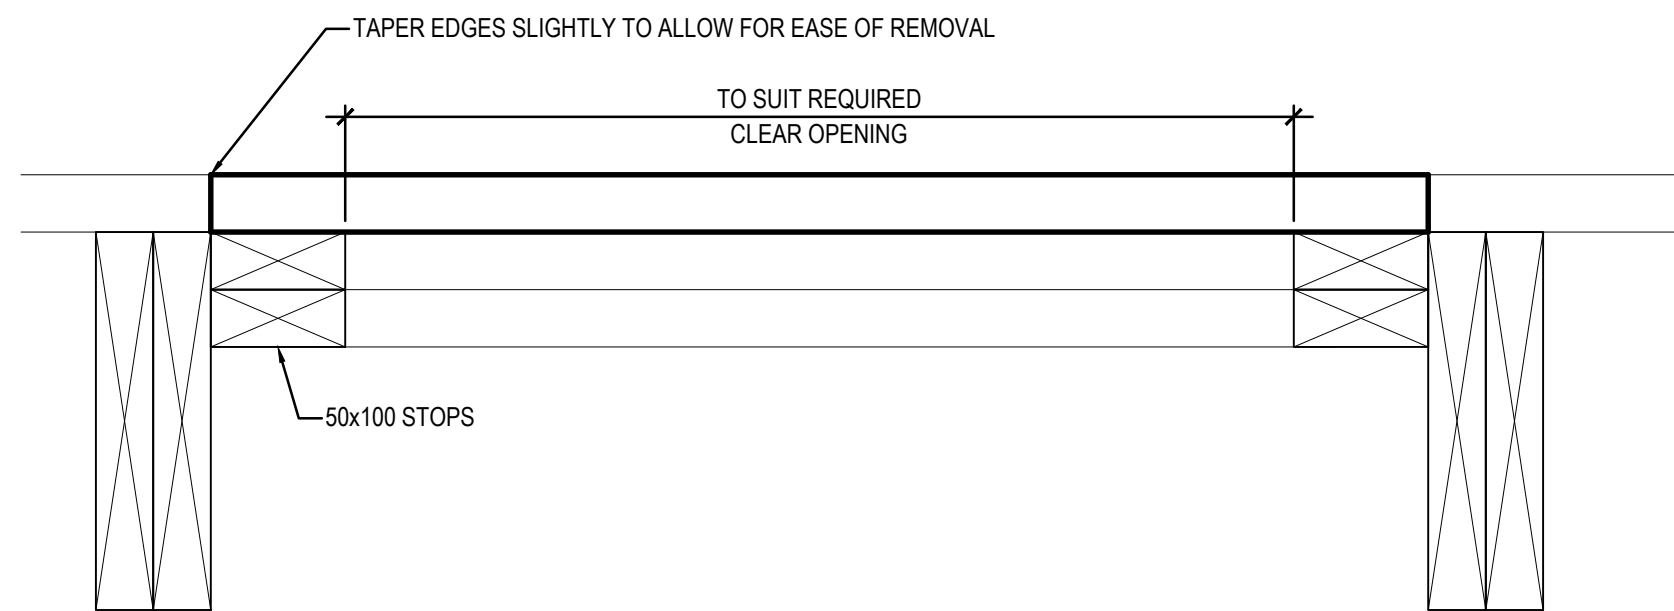 TAPER EDGES SLIGHTLY TO ALLOW FOR EASE OF REMOVAL
TO SUIT REQUIRED
CLEAR OPENING
50x100 STOPS